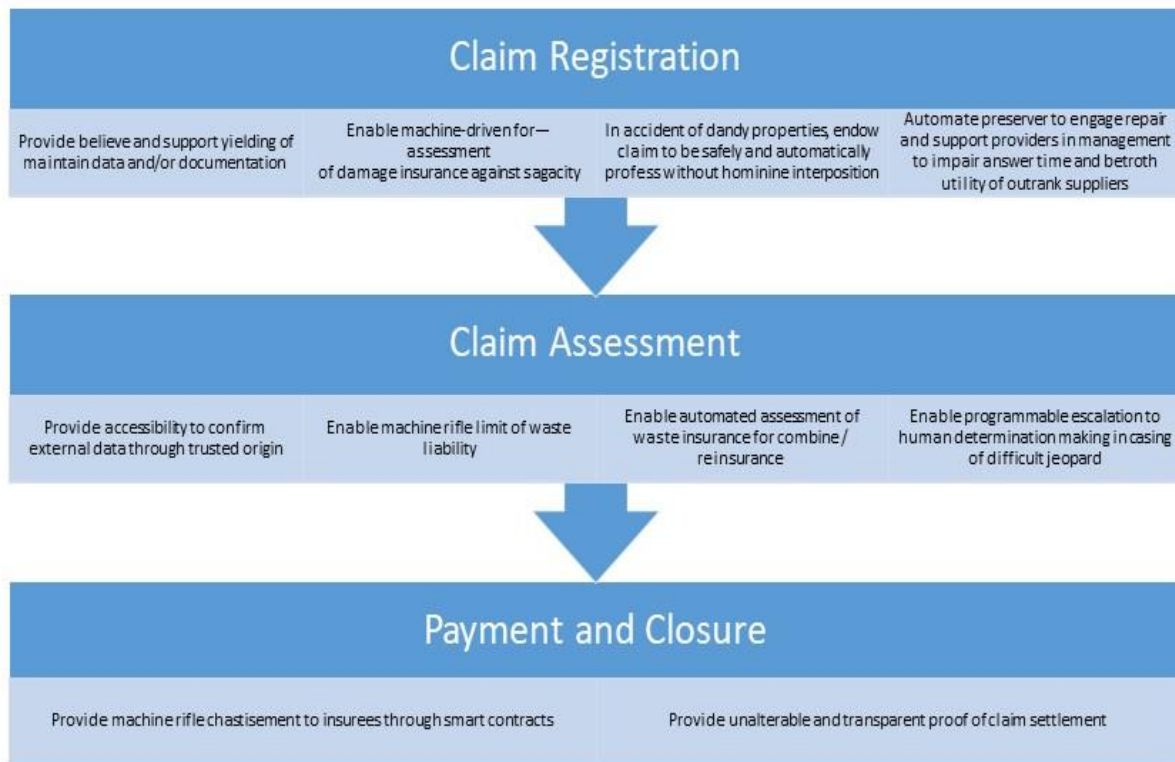 Claim Registration
Provide believe and support yielding of
maintain data and/or documentation
Enable machine-driven for—
assessment
of damage insurance against sagacity
In accident of dandy properties, endow
claim to be safely and automatically
profess without hominine interposition
Automate preserver to engage repair
and support providers in management
to impair answer time and betroth
utility of outrank suppliers
Claim Assessment
Provide accessibility to confirm
external data through trusted origin
Enable machine rifle limit of waste
liability
Enable automated assessment of
waste insurance for combine /
reinsurance
Enable programmable escalation to
human determination making in casing
of difficult jeopard
Payment and Closure
Provide machine rifle chastisement to insurees through smart contracts
Provide unalterable and transparent proof of claim settlement